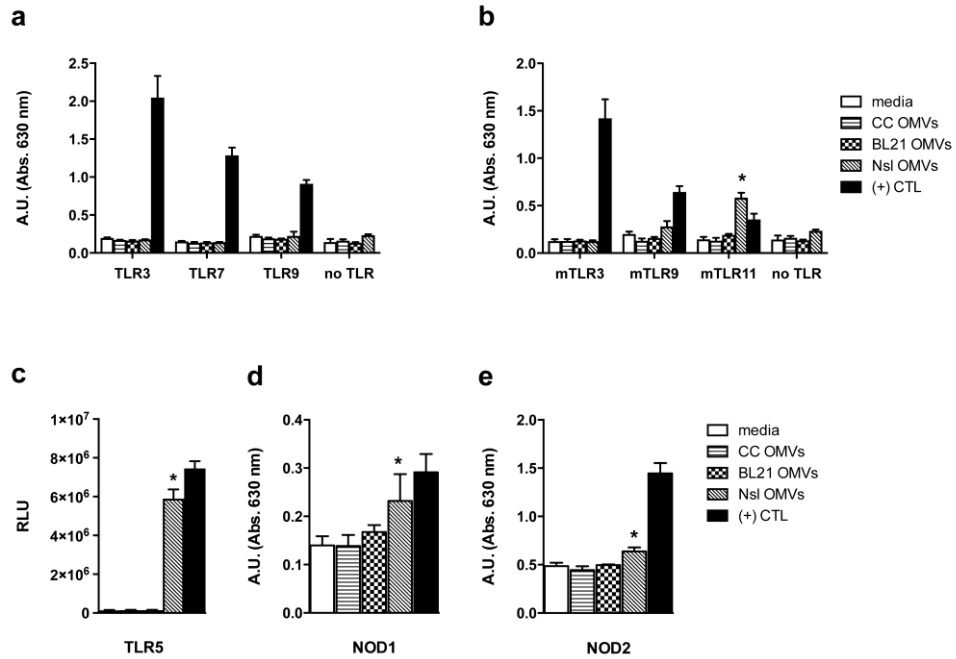 a
A.U. (Abs. 630 nm)
2.5
2.0
1.5
1.0
0.5
0.0
TLR3 TLR7 TLR9 no TLR
b
A.U. (Abs. 630 nm)
2.0
1.5
1.0
0.5
0.0
*
mTLR3 mTLR9 mTLR11 no TLR
media
CC OMVs
BL21 OMVs
Nsl OMVs
(+) CTL
c
RLU
1×10⁷
8×10⁶
6×10⁶
4×10⁶
2×10⁶
0
*
TLR5
d
A.U. (Abs. 630 nm)
0.4
0.3
0.2
0.1
0.0
*
NOD1
e
A.U. (Abs. 630 nm)
2.0
1.5
1.0
0.5
0.0
*
NOD2
media
CC OMVs
BL21 OMVs
Nsl OMVs
(+) CTL